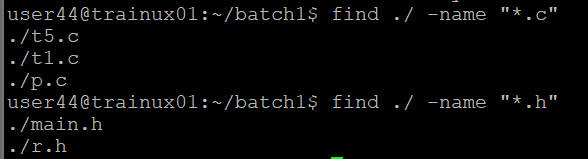 user44@trainux01:~/batch1$ find ./ -name "*.c"
./t5.c
./t1.c
./p.c
user44@trainux01:~/batch1$ find ./ -name "*.h"
./main.h
./r.h